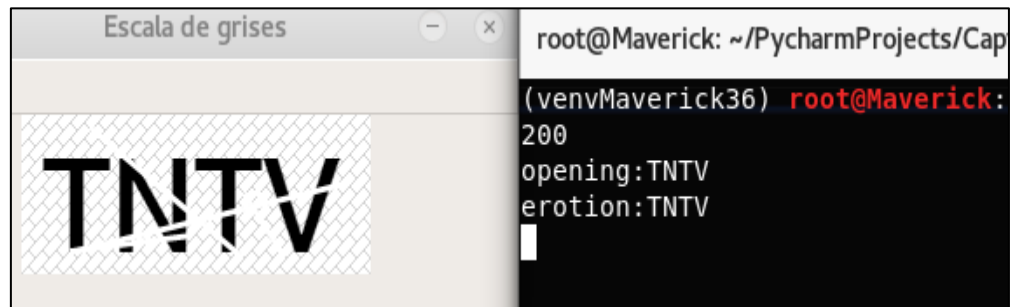 Escala de grises
TNTV
root@Maverick: ~/PycharmProjects/Cap
(venvMaverick36) root@Maverick:
200
opening:TNTV
erotion:TNTV